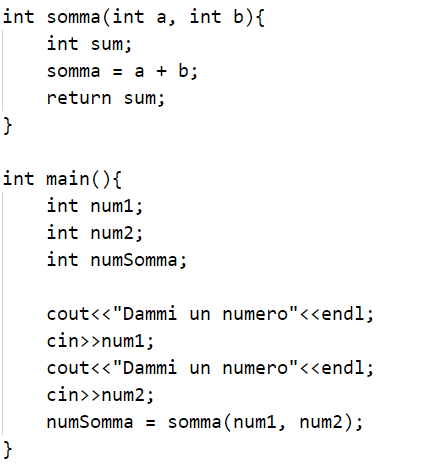 int somma(int a, int b){
    int sum;
    somma = a + b;
    return sum;
}

int main(){
    int num1;
    int num2;
    int numSomma;

    cout<<"Dammi un numero"<<endl;
    cin>>num1;
    cout<<"Dammi un numero"<<endl;
    cin>>num2;
    numSomma = somma(num1, num2);
}